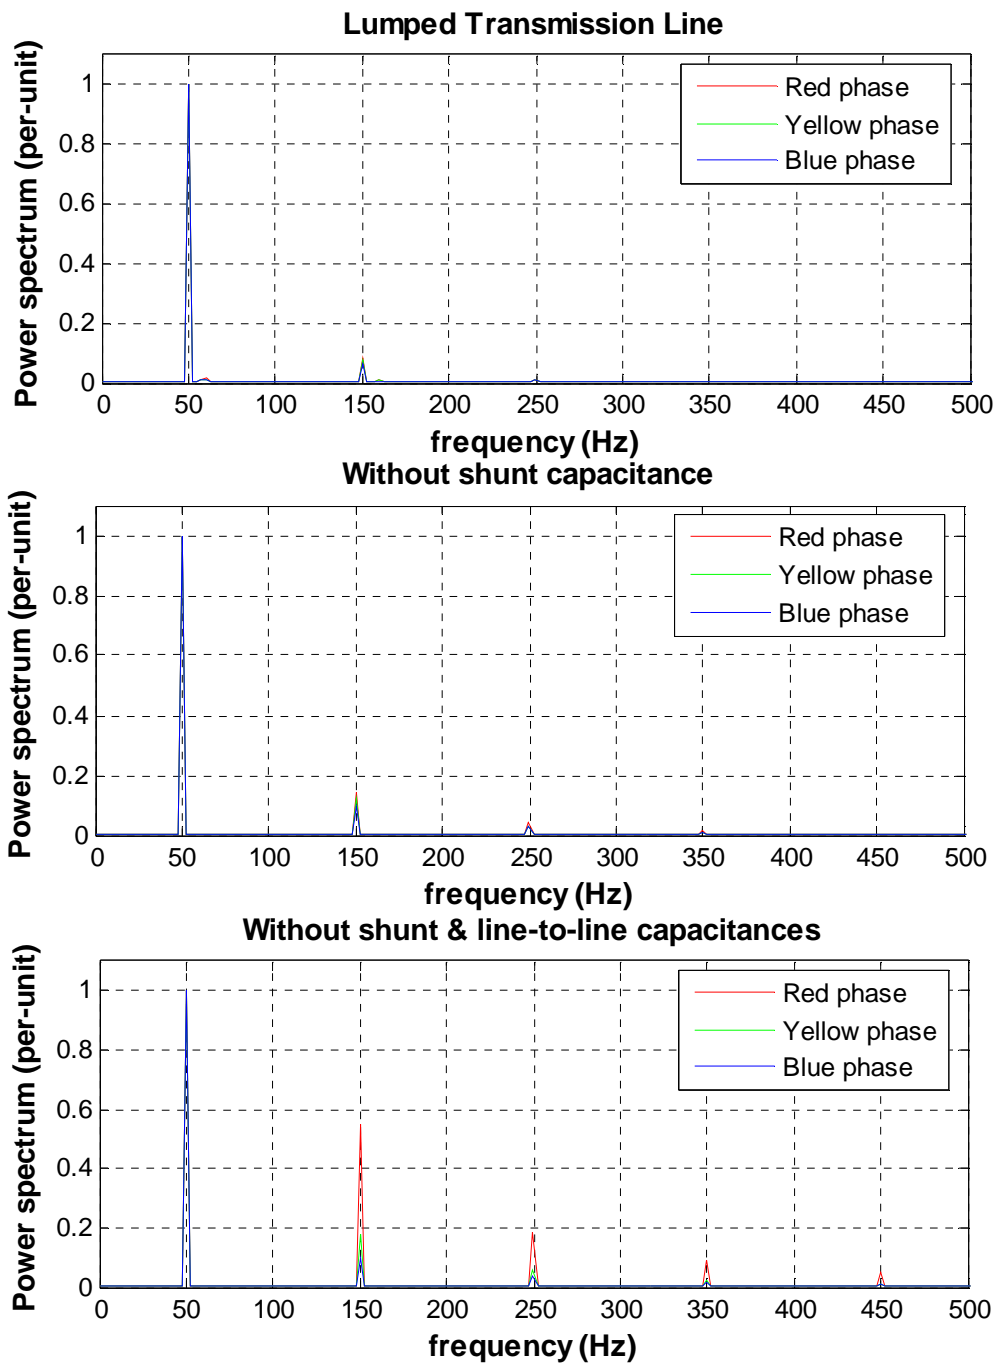 Lumped Transmission Line
Power spectrum (per-unit)
1
0.8
0.6
0.4
0.2
0
Red phase
Yellow phase
Blue phase
0 50 100 150 200 250 300 350 400 450 500
frequency (Hz)
Without shunt capacitance
Power spectrum (per-unit)
1
0.8
0.6
0.4
0.2
0
Red phase
Yellow phase
Blue phase
0 50 100 150 200 250 300 350 400 450 500
frequency (Hz)
Without shunt & line-to-line capacitances
Power spectrum (per-unit)
1
0.8
0.6
0.4
0.2
0
Red phase
Yellow phase
Blue phase
0 50 100 150 200 250 300 350 400 450 500
frequency (Hz)